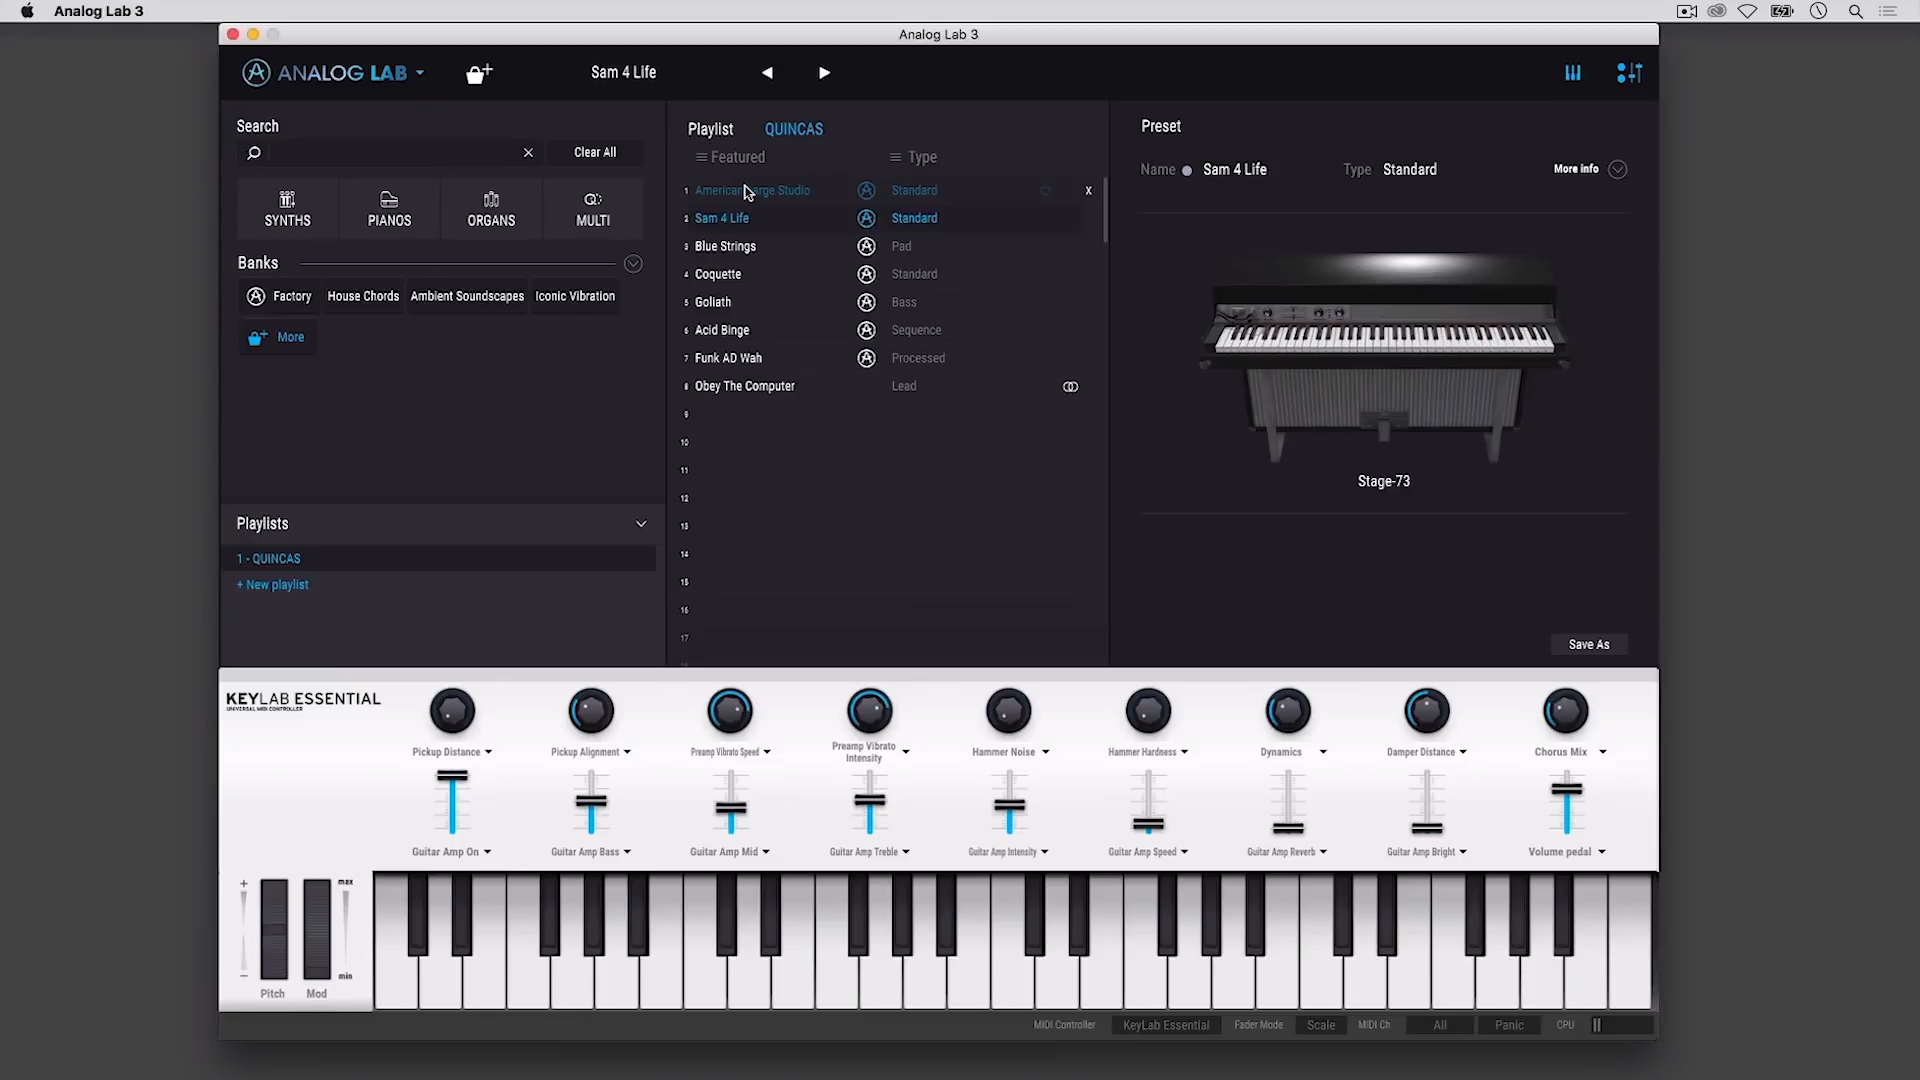 Analog Lab 3
Analog Lab 3
ANALOG LAB
Sam 4 Life
Search
Clear All
SYNTHS
PIANOS
ORGANS
MULTI
Banks
Factory
House Chords
Ambient Soundscapes
Iconic Vibration
More
Playlists
1 - QUINCAS
+ New playlist
Playlist QUINCAS
Featured Type
1 American Large Studio Standard X
2 Sam 4 Life Standard
3 Blue Strings Pad
4 Coquette Standard
5 Goliath Bass
6 Acid Binge Sequence
7 Funk AD Wah Processed
8 Obey The Computer Lead
9
10
11
12
13
14
15
16
17
Preset
Name Sam 4 Life Type Standard More info
Stage-73
Save As
KEYLAB ESSENTIAL
UNIVERSAL MIDI CONTROLLER
Pickup Distance
Pickup Alignment
Preamp Vibrato Speed
Preamp Vibrato
Intensity
Hammer Noise
Hammer Hardness
Dynamics
Damper Distance
Chorus Mix
Guitar Amp On
Guitar Amp Bass
Guitar Amp Mid
Guitar Amp Treble
Guitar Amp Intensity
Guitar Amp Speed
Guitar Amp Reverb
Guitar Amp Bright
Volume pedal
+ max
- min
Pitch Mod
MIDI Controller KeyLab Essential Fader Mode Scale MIDI Ch All Panic CPU